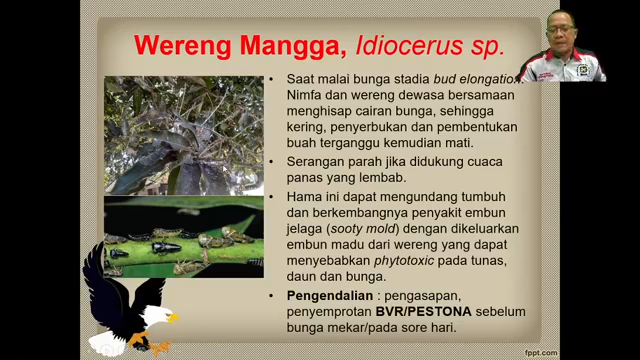 Wereng Mangga, Idiocerus sp.
• Saat malai bunga stadia bud elongation.
Nimfa dan wereng dewasa bersamaan
menghisap cairan bunga, sehingga
kering, penyerbukan dan pembentukan
buah terganggu kemudian mati.
• Serangan parah jika didukung cuaca
panas yang lembab.
• Hama ini dapat mengundang tumbuh
dan berkembangnya penyakit embun
jelaga (sooty mold) dengan dikeluarkan
embun madu dari wereng yang dapat
menyebabkan phytotoxic pada tunas,
daun dan bunga.
• Pengendalian : pengasapan,
penyemprotan BVR/PESTONA sebelum
bunga mekar/pada sore hari.
fppt.com